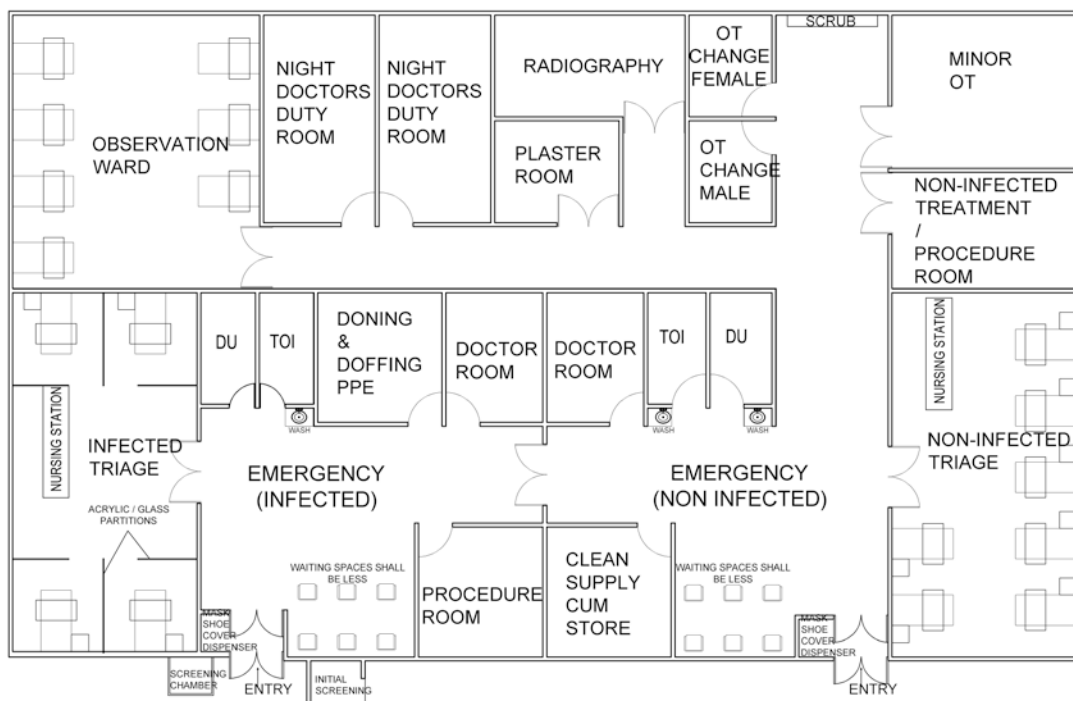 SCRUB
OT
CHANGE
FEMALE
NIGHT
DOCTORS
DUTY
ROOM
NIGHT
DOCTORS
DUTY
ROOM
RADIOGRAPHY
MINOR
OT
OBSERVATION
WARD
PLASTER
ROOM
OT
CHANGE
MALE
NON-INFECTED
TREATMENT
/
PROCEDURE
ROOM
DU
TOI
DONING
&
DOFFING
PPE
DOCTOR
ROOM
DOCTOR
ROOM
TOI
DU
NURSING STATION
NURSING STATION
WASH
WASH
WASH
INFECTED
TRIAGE
EMERGENCY
(INFECTED)
EMERGENCY
(NON INFECTED)
NON-INFECTED
TRIAGE
ACRYLIC / GLASS
PARTITIONS
WAITING SPACES SHALL
BE LESS
PROCEDURE
ROOM
CLEAN
SUPPLY
CUM
STORE
WAITING SPACES SHALL
BE LESS
MASK
SHOE
COVER
DISPENSER
MASK
SHOE
COVER
DISPENSER
SCREENING
CHAMBER
ENTRY
INITIAL
SCREENING
ENTRY